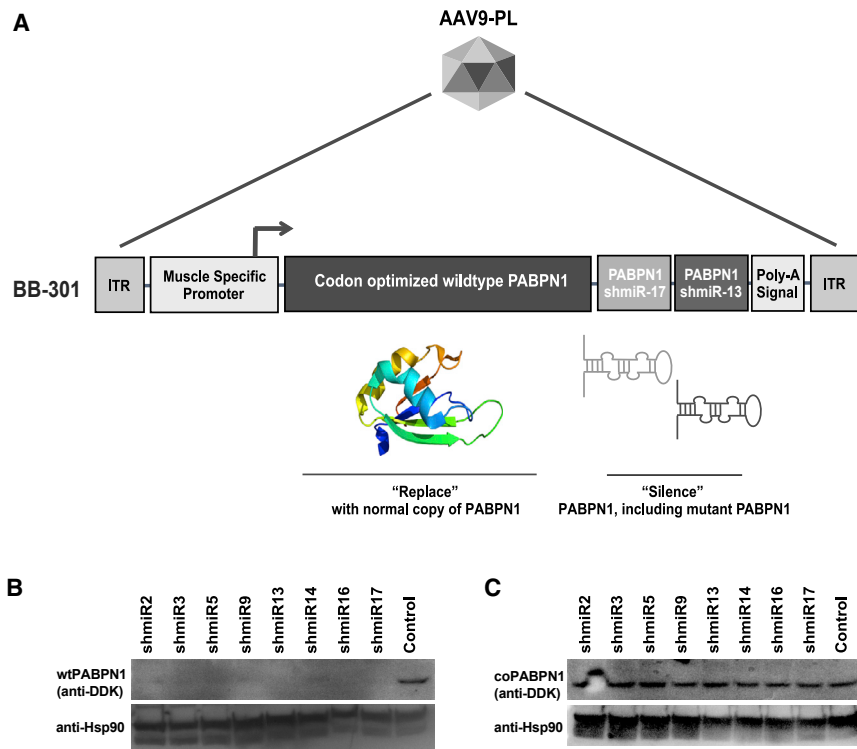 A
AAV9-PL
BB-301
ITR
Muscle Specific
Promoter
Codon optimized wildtype PABPN1
PABPN1
shmiR-17
PABPN1
shmiR-13
Poly-A
Signal
ITR
“Replace”
with normal copy of PABPN1
“Silence”
PABPN1, including mutant PABPN1
B
shmiR2
shmiR3
shmiR5
shmiR9
shmiR13
shmiR14
shmiR16
shmiR17
Control
wtPABPN1
(anti-DDK)
anti-Hsp90
C
shmiR2
shmiR3
shmiR5
shmiR9
shmiR13
shmiR14
shmiR16
shmiR17
Control
coPABPN1
(anti-DDK)
anti-Hsp90